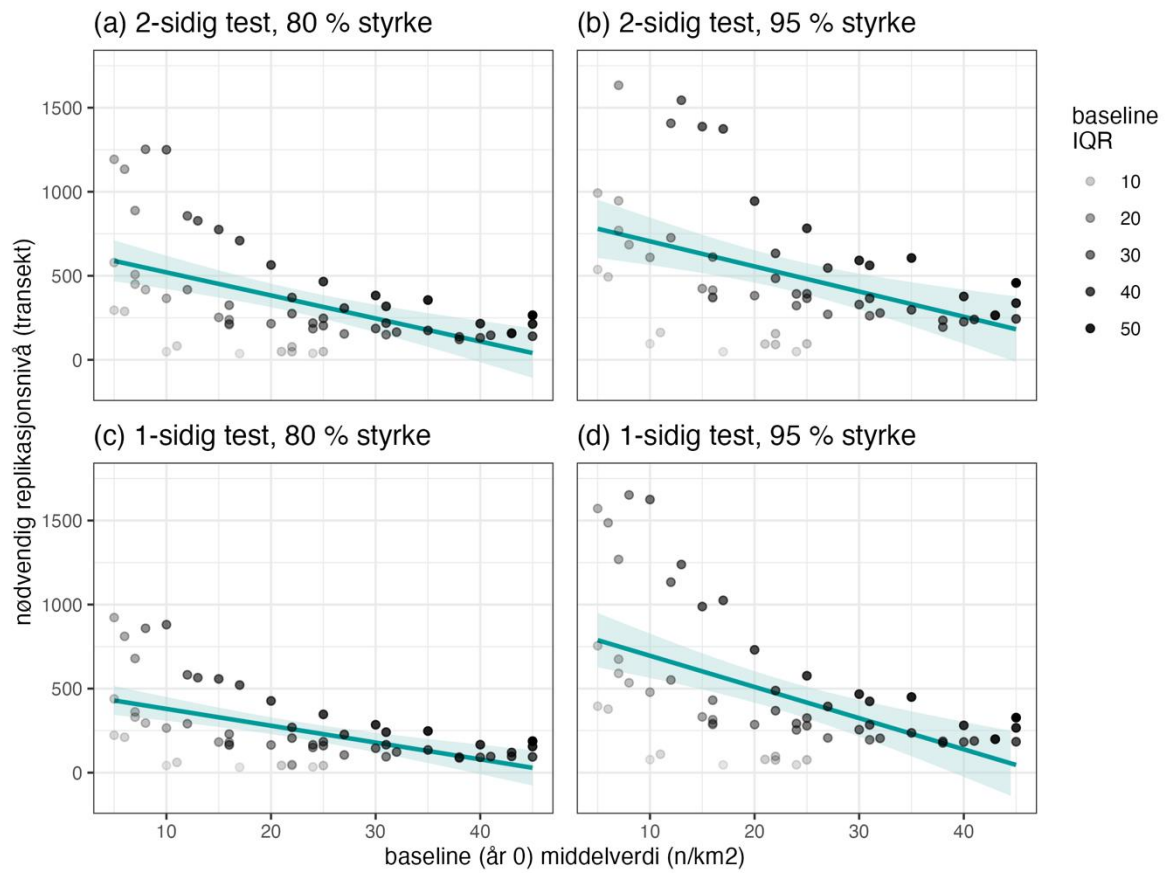 (a) 2-sidig test, 80 % styrke
(b) 2-sidig test, 95 % styrke
1500
1000
500
0
(c) 1-sidig test, 80 % styrke
(d) 1-sidig test, 95 % styrke
1500
1000
500
0
10 20 30 40
10 20 30 40
baseline (år 0) middelverdi (n/km2)
nødvendig replikasjonsnivå (transekt)
baseline
IQR
10
20
30
40
50